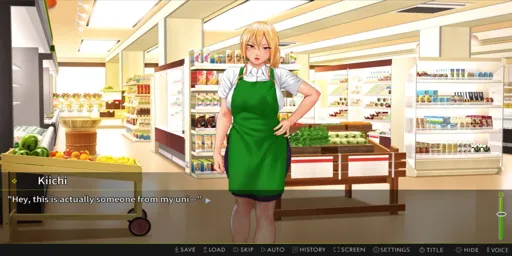 Kiichi
"Hey, this is actually someone from my uni—"
SAVE LOAD SKIP AUTO HISTORY SCREEN SETTINGS TITLE HIDE VOICE